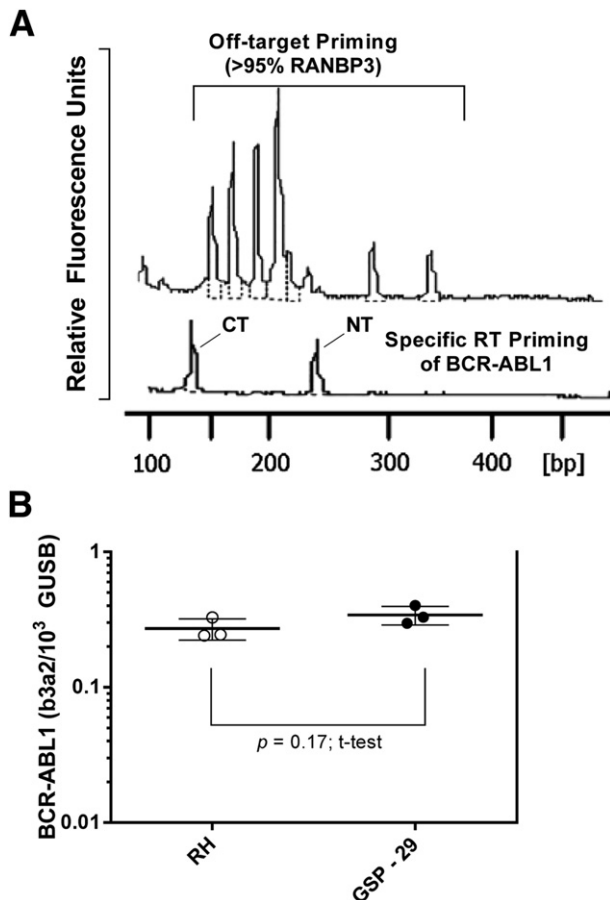 A
Off-target Priming
(>95% RANBP3)
Relative Fluorescence Units
CT
NT
Specific RT Priming
of BCR-ABL1
100
200
300
400
[bp]
B
BCR-ABL1 (b3a2/10³ GUSB)
1
0.1
0.01
p = 0.17; t-test
RH
GSP - 29